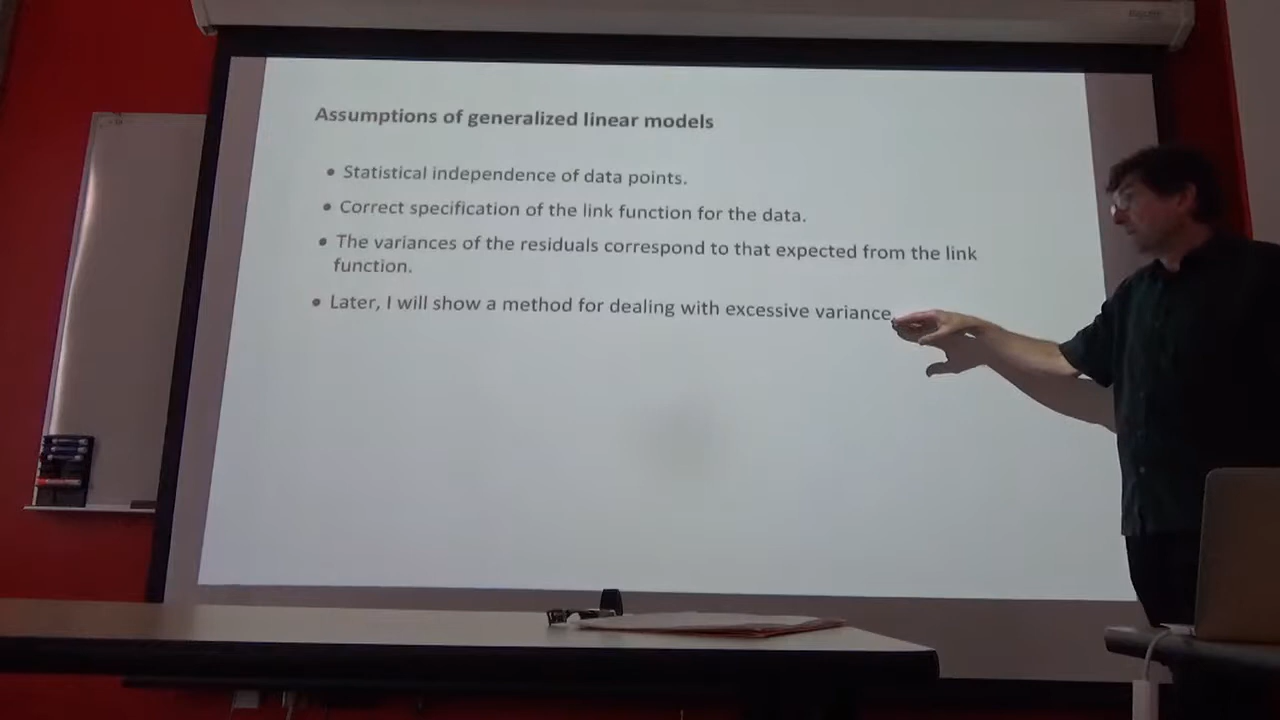 Assumptions of generalized linear models
• Statistical independence of data points.
• Correct specification of the link function for the data.
• The variances of the residuals correspond to that expected from the link
function.
• Later, I will show a method for dealing with excessive variance.